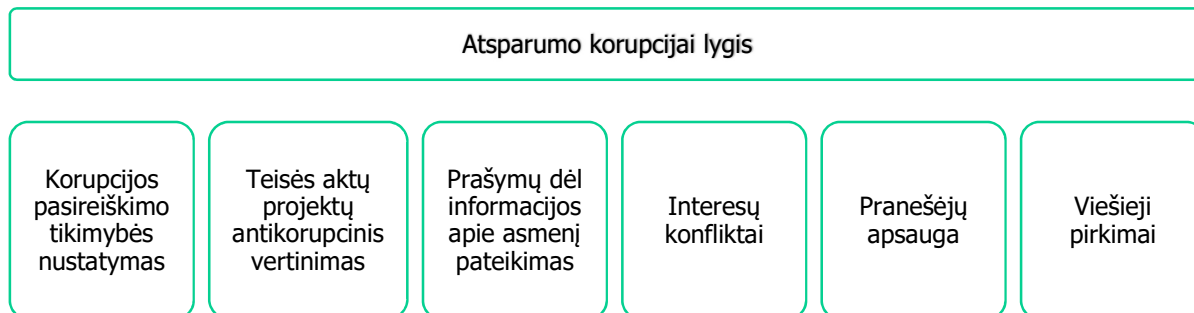 Atsparumo korupcijai lygis
Korupcijos
pasireiškimo
tikimybės
nustatymas
Teisės aktų
projektų
antikorupcinis
vertinimas
Prašymų dėl
informacijos
apie asmenį
pateikimas
Interesų
konfliktai
Pranešėjų
apsauga
Viešieji
pirkimai